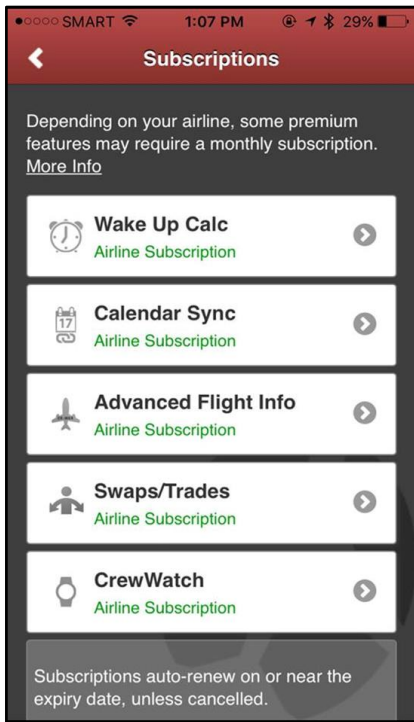 SMART 1:07 PM 29%
Subscriptions
Depending on your airline, some premium
features may require a monthly subscription.
More Info
Wake Up Calc
Airline Subscription
17
Calendar Sync
Airline Subscription
Advanced Flight Info
Airline Subscription
Swaps/Trades
Airline Subscription
CrewWatch
Airline Subscription
Subscriptions auto-renew on or near the
expiry date, unless cancelled.